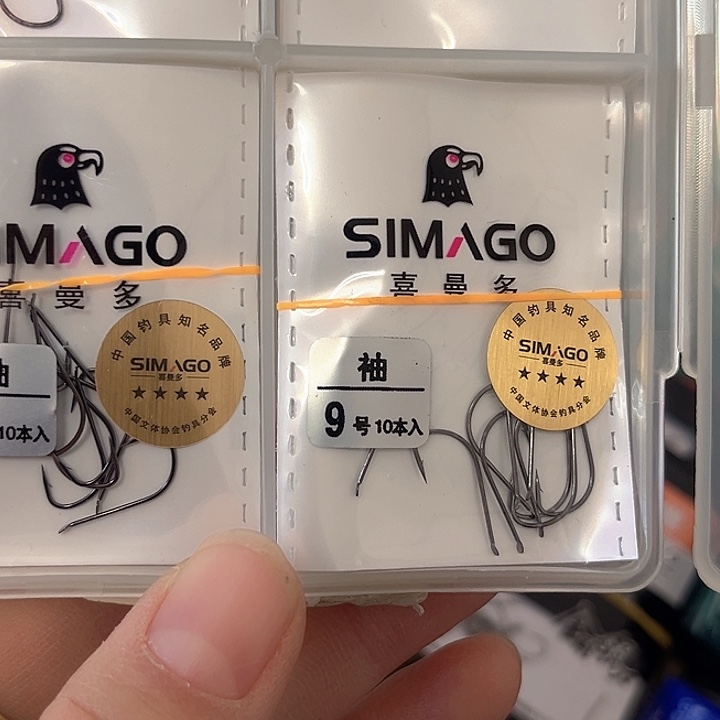 MAGO
喜曼多
中国钓具知名品牌
SIMAGO
喜曼多
★★★★
中国文体协会钓具分会
袖
10本入
SIMAGO
喜曼多
中国钓具知名品牌
SIMAGO
喜曼多
★★★★
中国文体协会钓具分会
袖
9号10本入